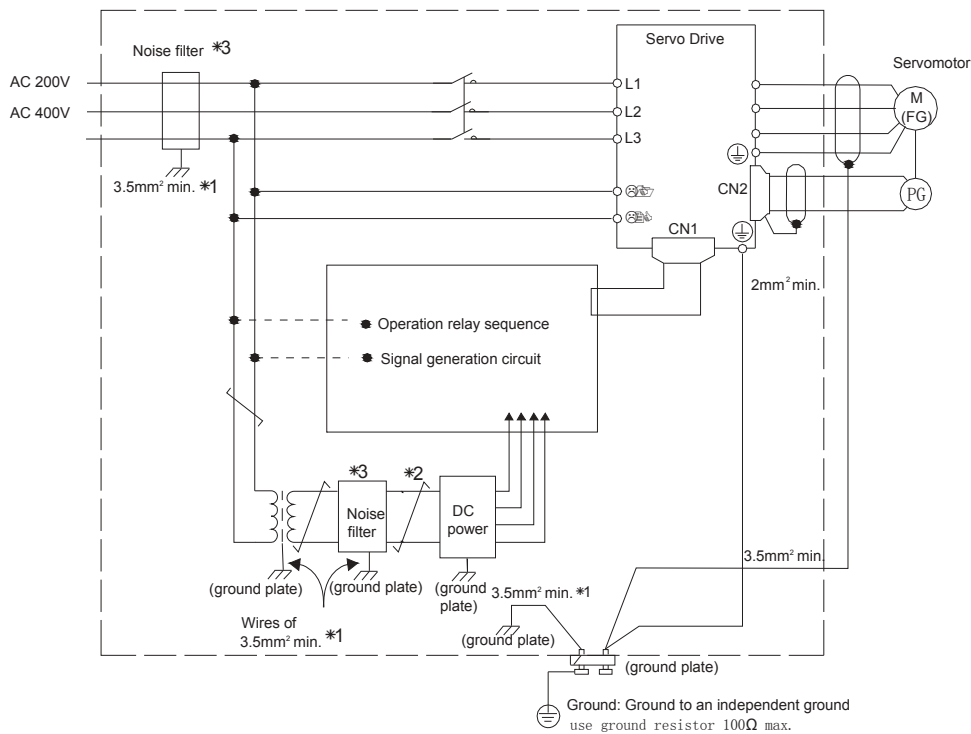 Noise filter *3
Servo Drive
Servomotor
AC 200V
AC 400V
L1
L2
L3
M
(FG)
3.5mm² min. *1
CN2
PG
CN1
2mm² min.
Operation relay sequence
Signal generation circuit
*3
*2
Noise
filter
DC
power
3.5mm² min.
(ground plate)
(ground plate)
(ground
plate)
3.5mm² min. *1
(ground plate)
Wires of
3.5mm² min. *1
(ground plate)
Ground: Ground to an independent ground
use ground resistor 100Ω max.